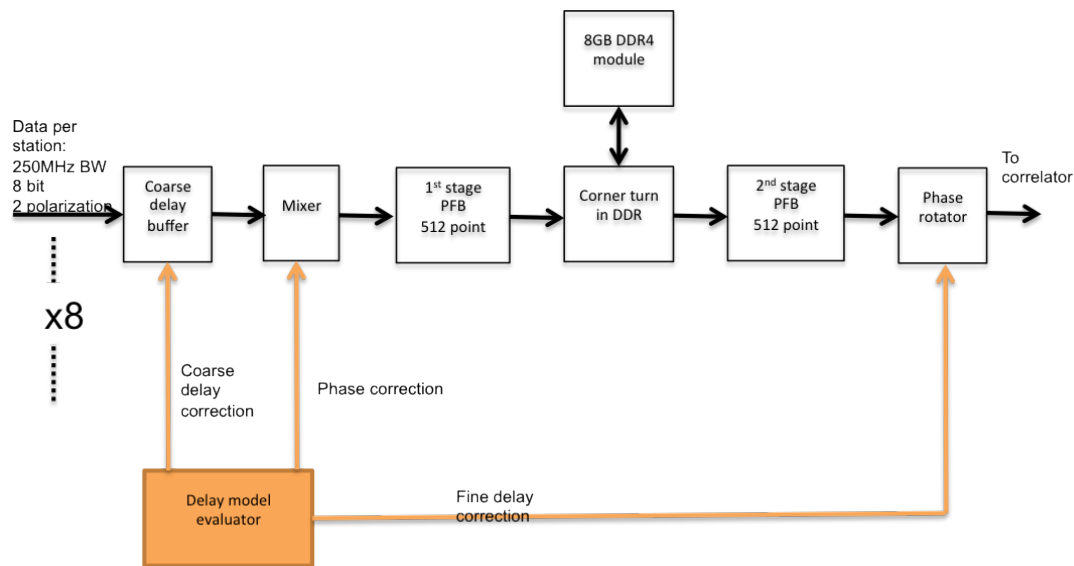 8GB DDR4
module
Data per
station:
250MHz BW
8 bit
2 polarization
Coarse
delay
buffer
Mixer
1st stage
PFB
512 point
Corner turn
in DDR
2nd stage
PFB
512 point
Phase
rotator
To
correlator
x8
Coarse
delay
correction
Phase correction
Delay model
evaluator
Fine delay
correction